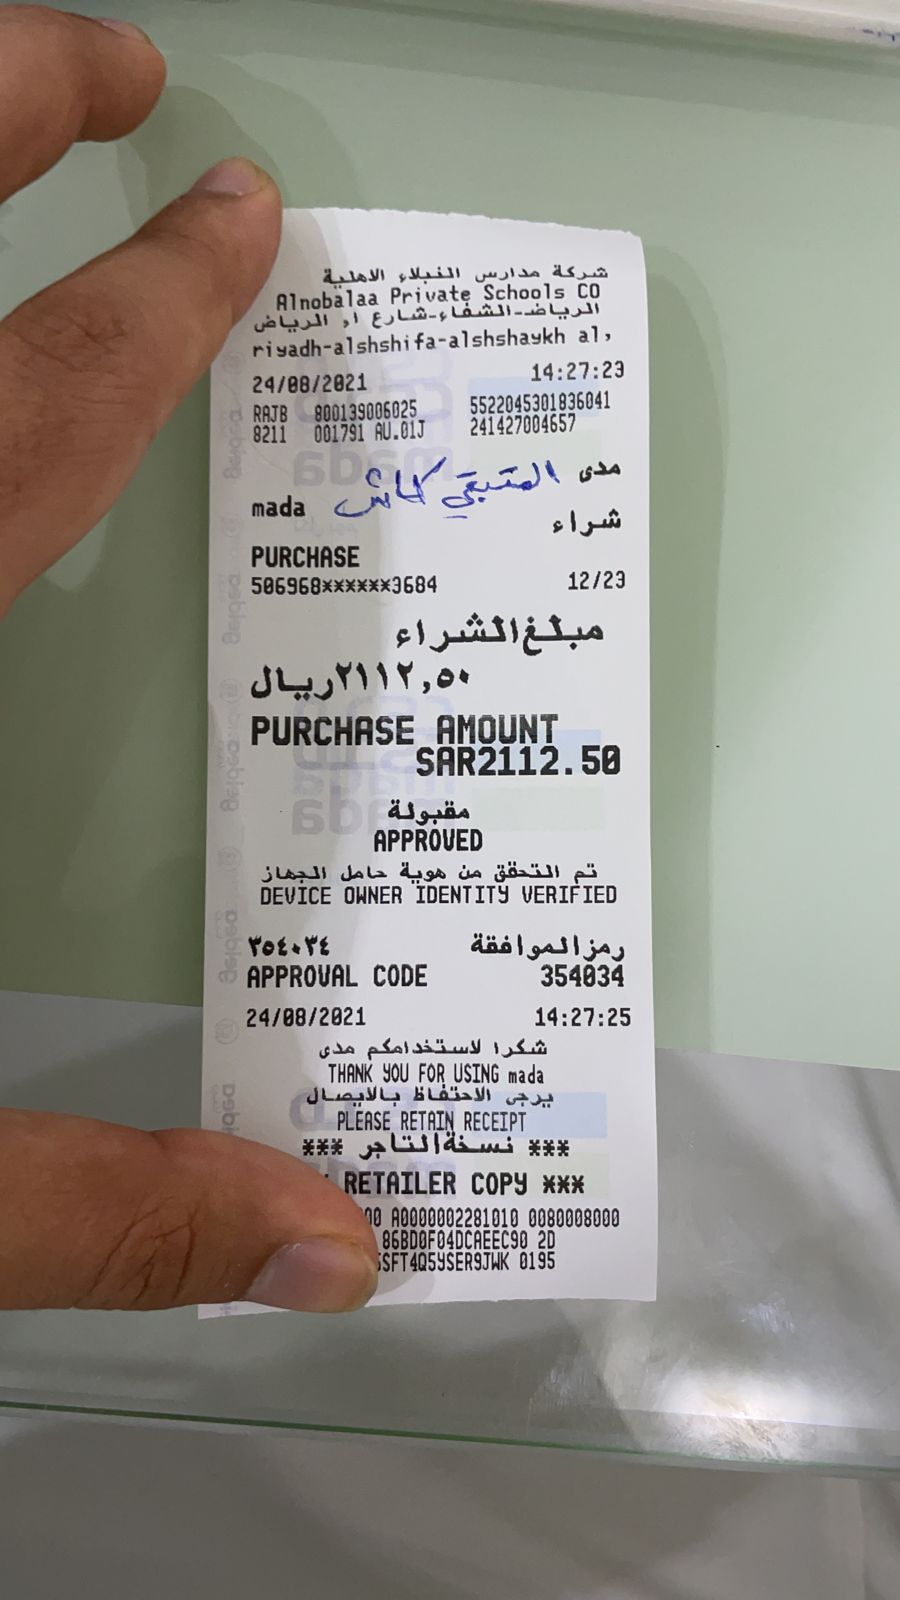 شركة مدارس النبلاء الاهلية
Alnobalaa Private Schools CO
الرياض-الشفاء-شارع ا, الرياض
riyadh-alshshifa-alshshaykh al,
24/08/2021 14:27:23
RAJB 800139006025 5522045301836041
8211 001791 AU.01J 241427004657
مدى
المتبقي كاش
mada
شراء
PURCHASE
506968******3684 12/23
مبلغ الشراء
٢١١٢,٥٠ ريال
PURCHASE AMOUNT
SAR2112.50
مقبولة
APPROVED
تم التحقق من هوية حامل الجهاز
DEVICE OWNER IDENTITY VERIFIED
رمز الموافقة ٣٥٤٠٣٤
APPROVAL CODE 354034
24/08/2021 14:27:25
شكرا لاستخدامكم مدى
THANK YOU FOR USING mada
يرجى الاحتفاظ بالايصال
PLEASE RETAIN RECEIPT
*** نسخة التاجر ***
RETAILER COPY ***
A0000002281010 0080008000
86BD0F04DCAEEC90 2D
SFT4Q5YSER9JWK 0195